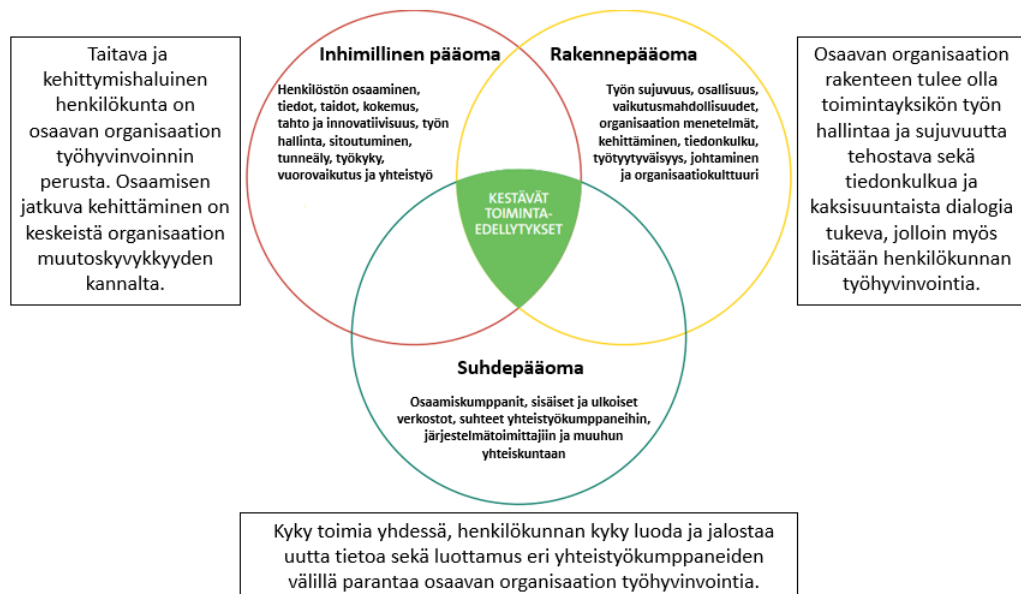 Taitava ja
kehittymishaluinen
henkilökunta on
osaavan organisaation
työhyvinvoinnin
perusta. Osaamisen
jatkuva kehittäminen on
keskeistä organisaation
muutoskyvykkyyden
kannalta.
Inhimillinen pääoma
Henkilöstön osaaminen,
tiedot, taidot, kokemus,
tahto ja innovatiivisuus, työn
hallinta, sitoutuminen,
tunneäly, työkyky,
vuorovaikutus ja yhteistyö
Rakennepääoma
Työn sujuvuus, osallisuus,
vaikutusmahdollisuudet,
organisaation menetelmät,
kehittäminen, tiedonkulku,
työtyytyväisyys, johtaminen
ja organisaatiokulttuuri
Osaavan organisaation
rakenteen tulee olla
toimintayksikön työn
hallintaa ja sujuvuutta
tehostava sekä
tiedonkulkua ja
kaksisuuntaista dialogia
tukeva, jolloin myös
lisätään henkilökunnan
työhyvinvointia.
KESTÄVÄT
TOIMINTA-
EDELLYTYKSET
Suhdepääoma
Osaamiskumppanit, sisäiset ja ulkoiset
verkostot, suhteet yhteistyökumppaneihin,
järjestelmätoimittajiin ja muuhun
yhteiskuntaan
Kyky toimia yhdessä, henkilökunnan kyky luoda ja jalostaa
uutta tietoa sekä luottamus eri yhteistyökumppaneiden
välillä parantaa osaavan organisaation työhyvinvointia.